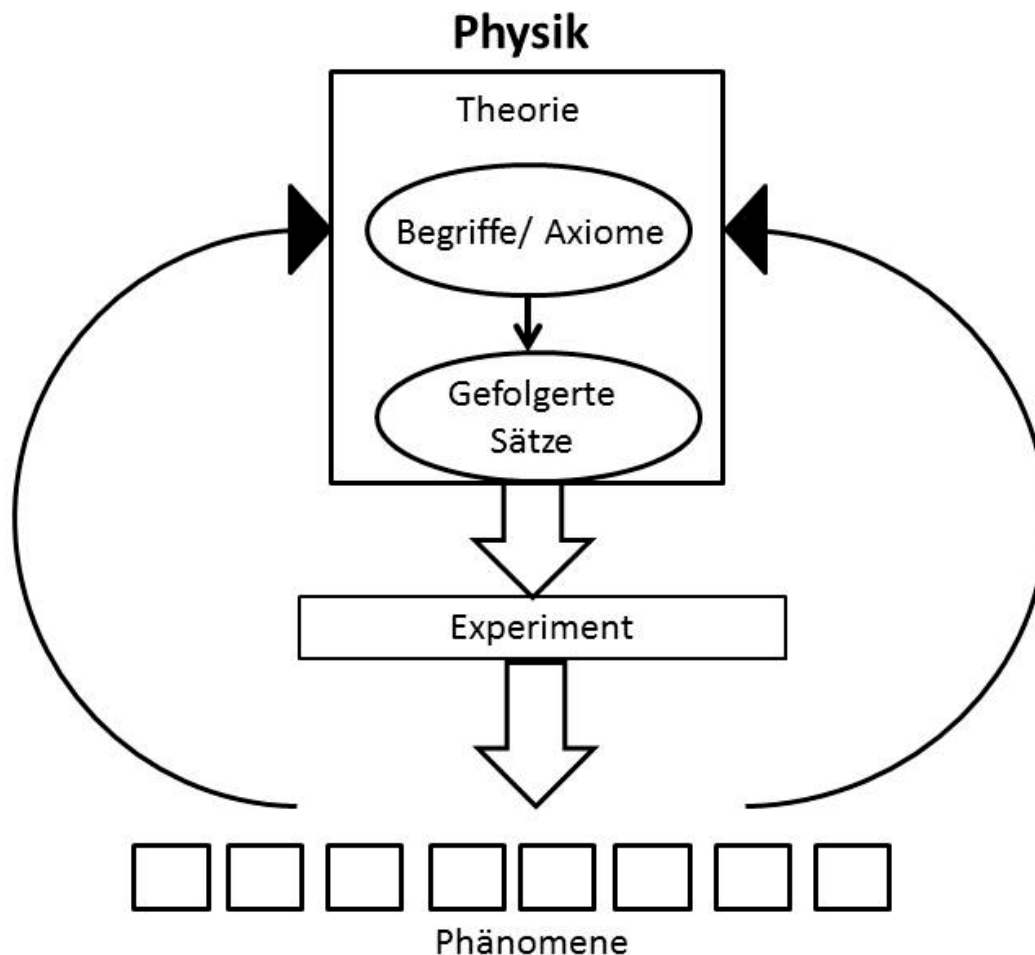 Physik
Theorie
Begriffe/ Axiome
Gefolgerte
Sätze
Experiment
Phänomene